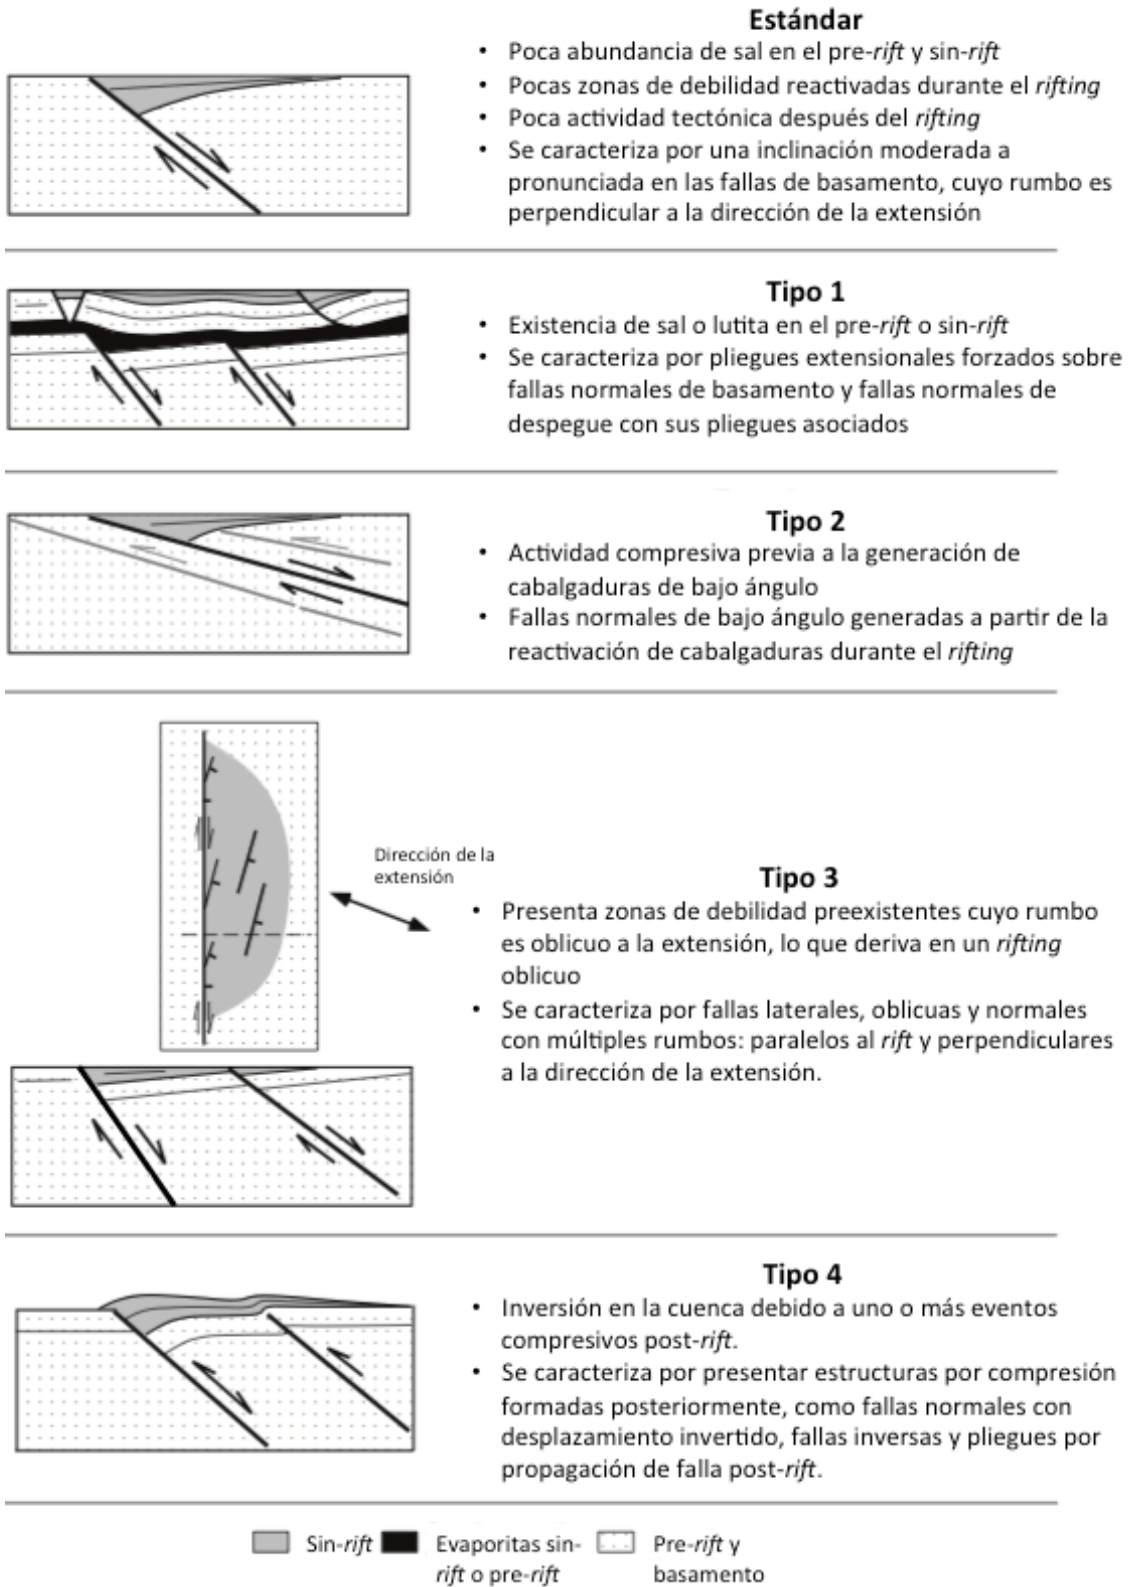 Estándar
• Poca abundancia de sal en el pre-rift y sin-rift
• Pocas zonas de debilidad reactivadas durante el rifting
• Poca actividad tectónica después del rifting
• Se caracteriza por una inclinación moderada a
pronunciada en las fallas de basamento, cuyo rumbo es
perpendicular a la dirección de la extensión
Tipo 1
• Existencia de sal o lutita en el pre-rift o sin-rift
• Se caracteriza por pliegues extensionales forzados sobre
fallas normales de basamento y fallas normales de
despegue con sus pliegues asociados
Tipo 2
• Actividad compresiva previa a la generación de
cabalgaduras de bajo ángulo
• Fallas normales de bajo ángulo generadas a partir de la
reactivación de cabalgaduras durante el rifting
Dirección de la
extensión
Tipo 3
• Presenta zonas de debilidad preexistentes cuyo rumbo
es oblicuo a la extensión, lo que deriva en un rifting
oblicuo
• Se caracteriza por fallas laterales, oblicuas y normales
con múltiples rumbos: paralelos al rift y perpendiculares
a la dirección de la extensión.
Tipo 4
• Inversión en la cuenca debido a uno o más eventos
compresivos post-rift.
• Se caracteriza por presentar estructuras por compresión
formadas posteriormente, como fallas normales con
desplazamiento invertido, fallas inversas y pliegues por
propagación de falla post-rift.
Sin-rift
Evaporitas sin-
rift o pre-rift
Pre-rift y
basamento